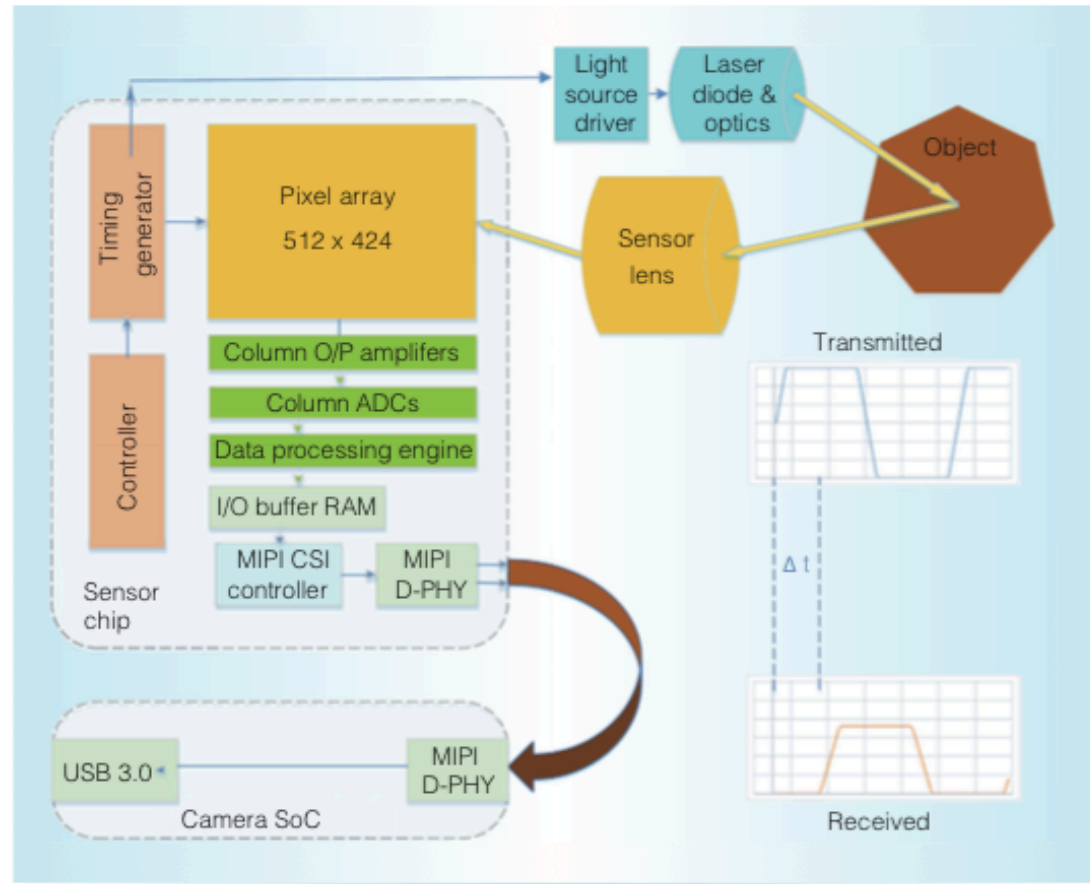 Light
source
driver
Laser
diode &
optics
Object
Timing
generator
Pixel array
512 x 424
Sensor
lens
Column O/P amplifers
Column ADCs
Data processing engine
I/O buffer RAM
Controller
MIPI CSI
controller
MIPI
D-PHY
Sensor
chip
Transmitted
Δ t
Received
USB 3.0
MIPI
D-PHY
Camera SoC